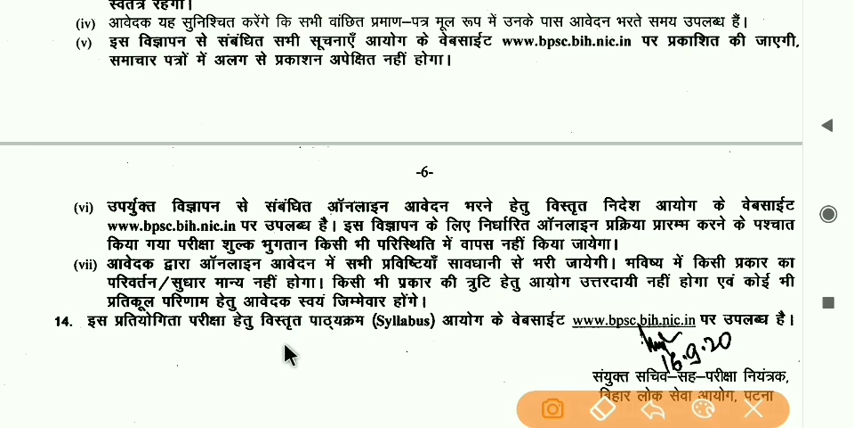 स्वतंत्र रहेगा।
(iv) आवेदक यह सुनिश्चित करेंगे कि सभी वांछित प्रमाण–पत्र मूल रूप में उनके पास आवेदन भरते समय उपलब्ध हैं।
(v) इस विज्ञापन से संबंधित सभी सूचनाएँ आयोग के वेबसाईट www.bpsc.bih.nic.in पर प्रकाशित की जाएगी,
समाचार पत्रों में अलग से प्रकाशन अपेक्षित नहीं होगा।
-6-
(vi) उपर्युक्त विज्ञापन से संबंधित ऑनलाइन आवेदन भरने हेतु विस्तृत निदेश आयोग के वेबसाईट
www.bpsc.bih.nic.in पर उपलब्ध है। इस विज्ञापन के लिए निर्धारित ऑनलाइन प्रक्रिया प्रारम्भ करने के पश्चात
किया गया परीक्षा शुल्क भुगतान किसी भी परिस्थिति में वापस नहीं किया जायेगा।
(vii) आवेदक द्वारा ऑनलाइन आवेदन में सभी प्रविष्टियाँ सावधानी से भरी जायेगी। भविष्य में किसी प्रकार का
परिवर्तन/सुधार मान्य नहीं होगा। किसी भी प्रकार की त्रुटि हेतु आयोग उत्तरदायी नहीं होगा एवं कोई भी
प्रतिकूल परिणाम हेतु आवेदक स्वयं जिम्मेवार होंगे।
14. इस प्रतियोगिता परीक्षा हेतु विस्तृत पाठ्यक्रम (Syllabus) आयोग के वेबसाईट www.bpsc.bih.nic.in पर उपलब्ध है।
16.9.20
संयुक्त सचिव–सह–परीक्षा नियंत्रक,
बिहार लोक सेवा आयोग, पटना